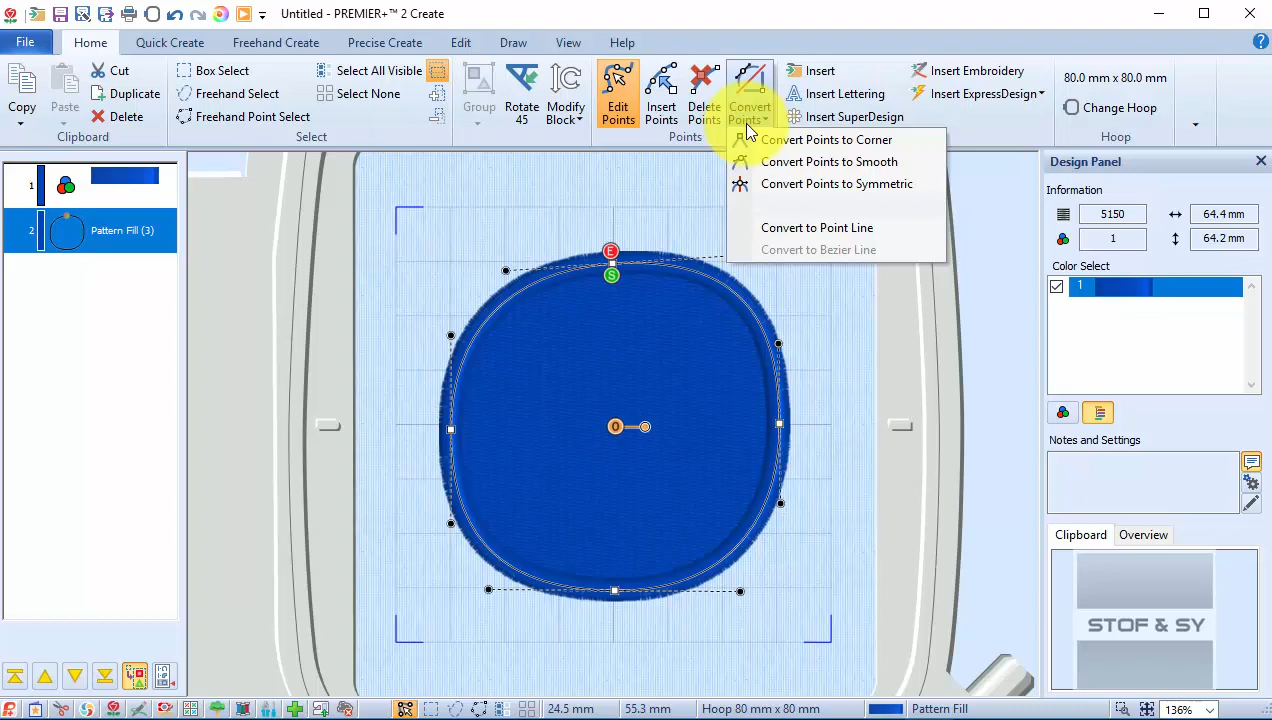 Untitled - PREMIER+™ 2 Create
File Home Quick Create Freehand Create Precise Create Edit Draw View Help
Copy
Paste
Cut
Duplicate
Delete
Clipboard
Box Select
Freehand Select
Freehand Point Select
Select All Visible
Select None
Select
Group
Rotate 45
Modify Block
Edit Points
Insert Points
Delete Points
Convert Points
Points
Insert
Insert Lettering
Insert SuperDesign
Insert Embroidery
Insert ExpressDesign
80.0 mm x 80.0 mm
Change Hoop
Hoop
Convert Points to Corner
Convert Points to Smooth
Convert Points to Symmetric
Convert to Point Line
Convert to Bezier Line
1
2 Pattern Fill (3)
E
S
O
Design Panel
Information
5150 64.4 mm
1 64.2 mm
Color Select
1
Notes and Settings
Clipboard Overview
STOF & SY
24.5 mm 55.3 mm Hoop 80 mm x 80 mm Pattern Fill 136%